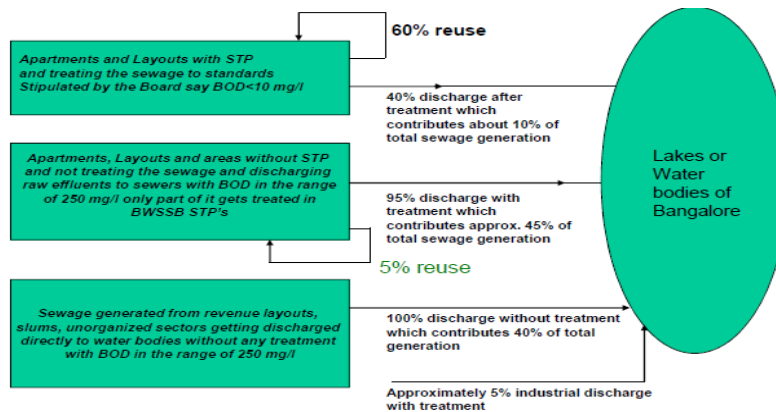 60% reuse
Apartments and Layouts with STP
and treating the sewage to standards
Stipulated by the Board say BOD<10 mg/l
40% discharge after
treatment which
contributes about 10% of
total sewage generation
Apartments, Layouts and areas without STP
and not treating the sewage and discharging
raw effluents to sewers with BOD in the range
of 250 mg/l only part of it gets treated in
BWSSB STP's
95% discharge with
treatment which
contributes approx. 45% of
total sewage generation
5% reuse
Lakes or
Water
bodies of
Bangalore
Sewage generated from revenue layouts,
slums, unorganized sectors getting discharged
directly to water bodies without any treatment
with BOD in the range of 250 mg/l
100% discharge without treatment
which contributes 40% of total
generation
Approximately 5% industrial discharge
with treatment